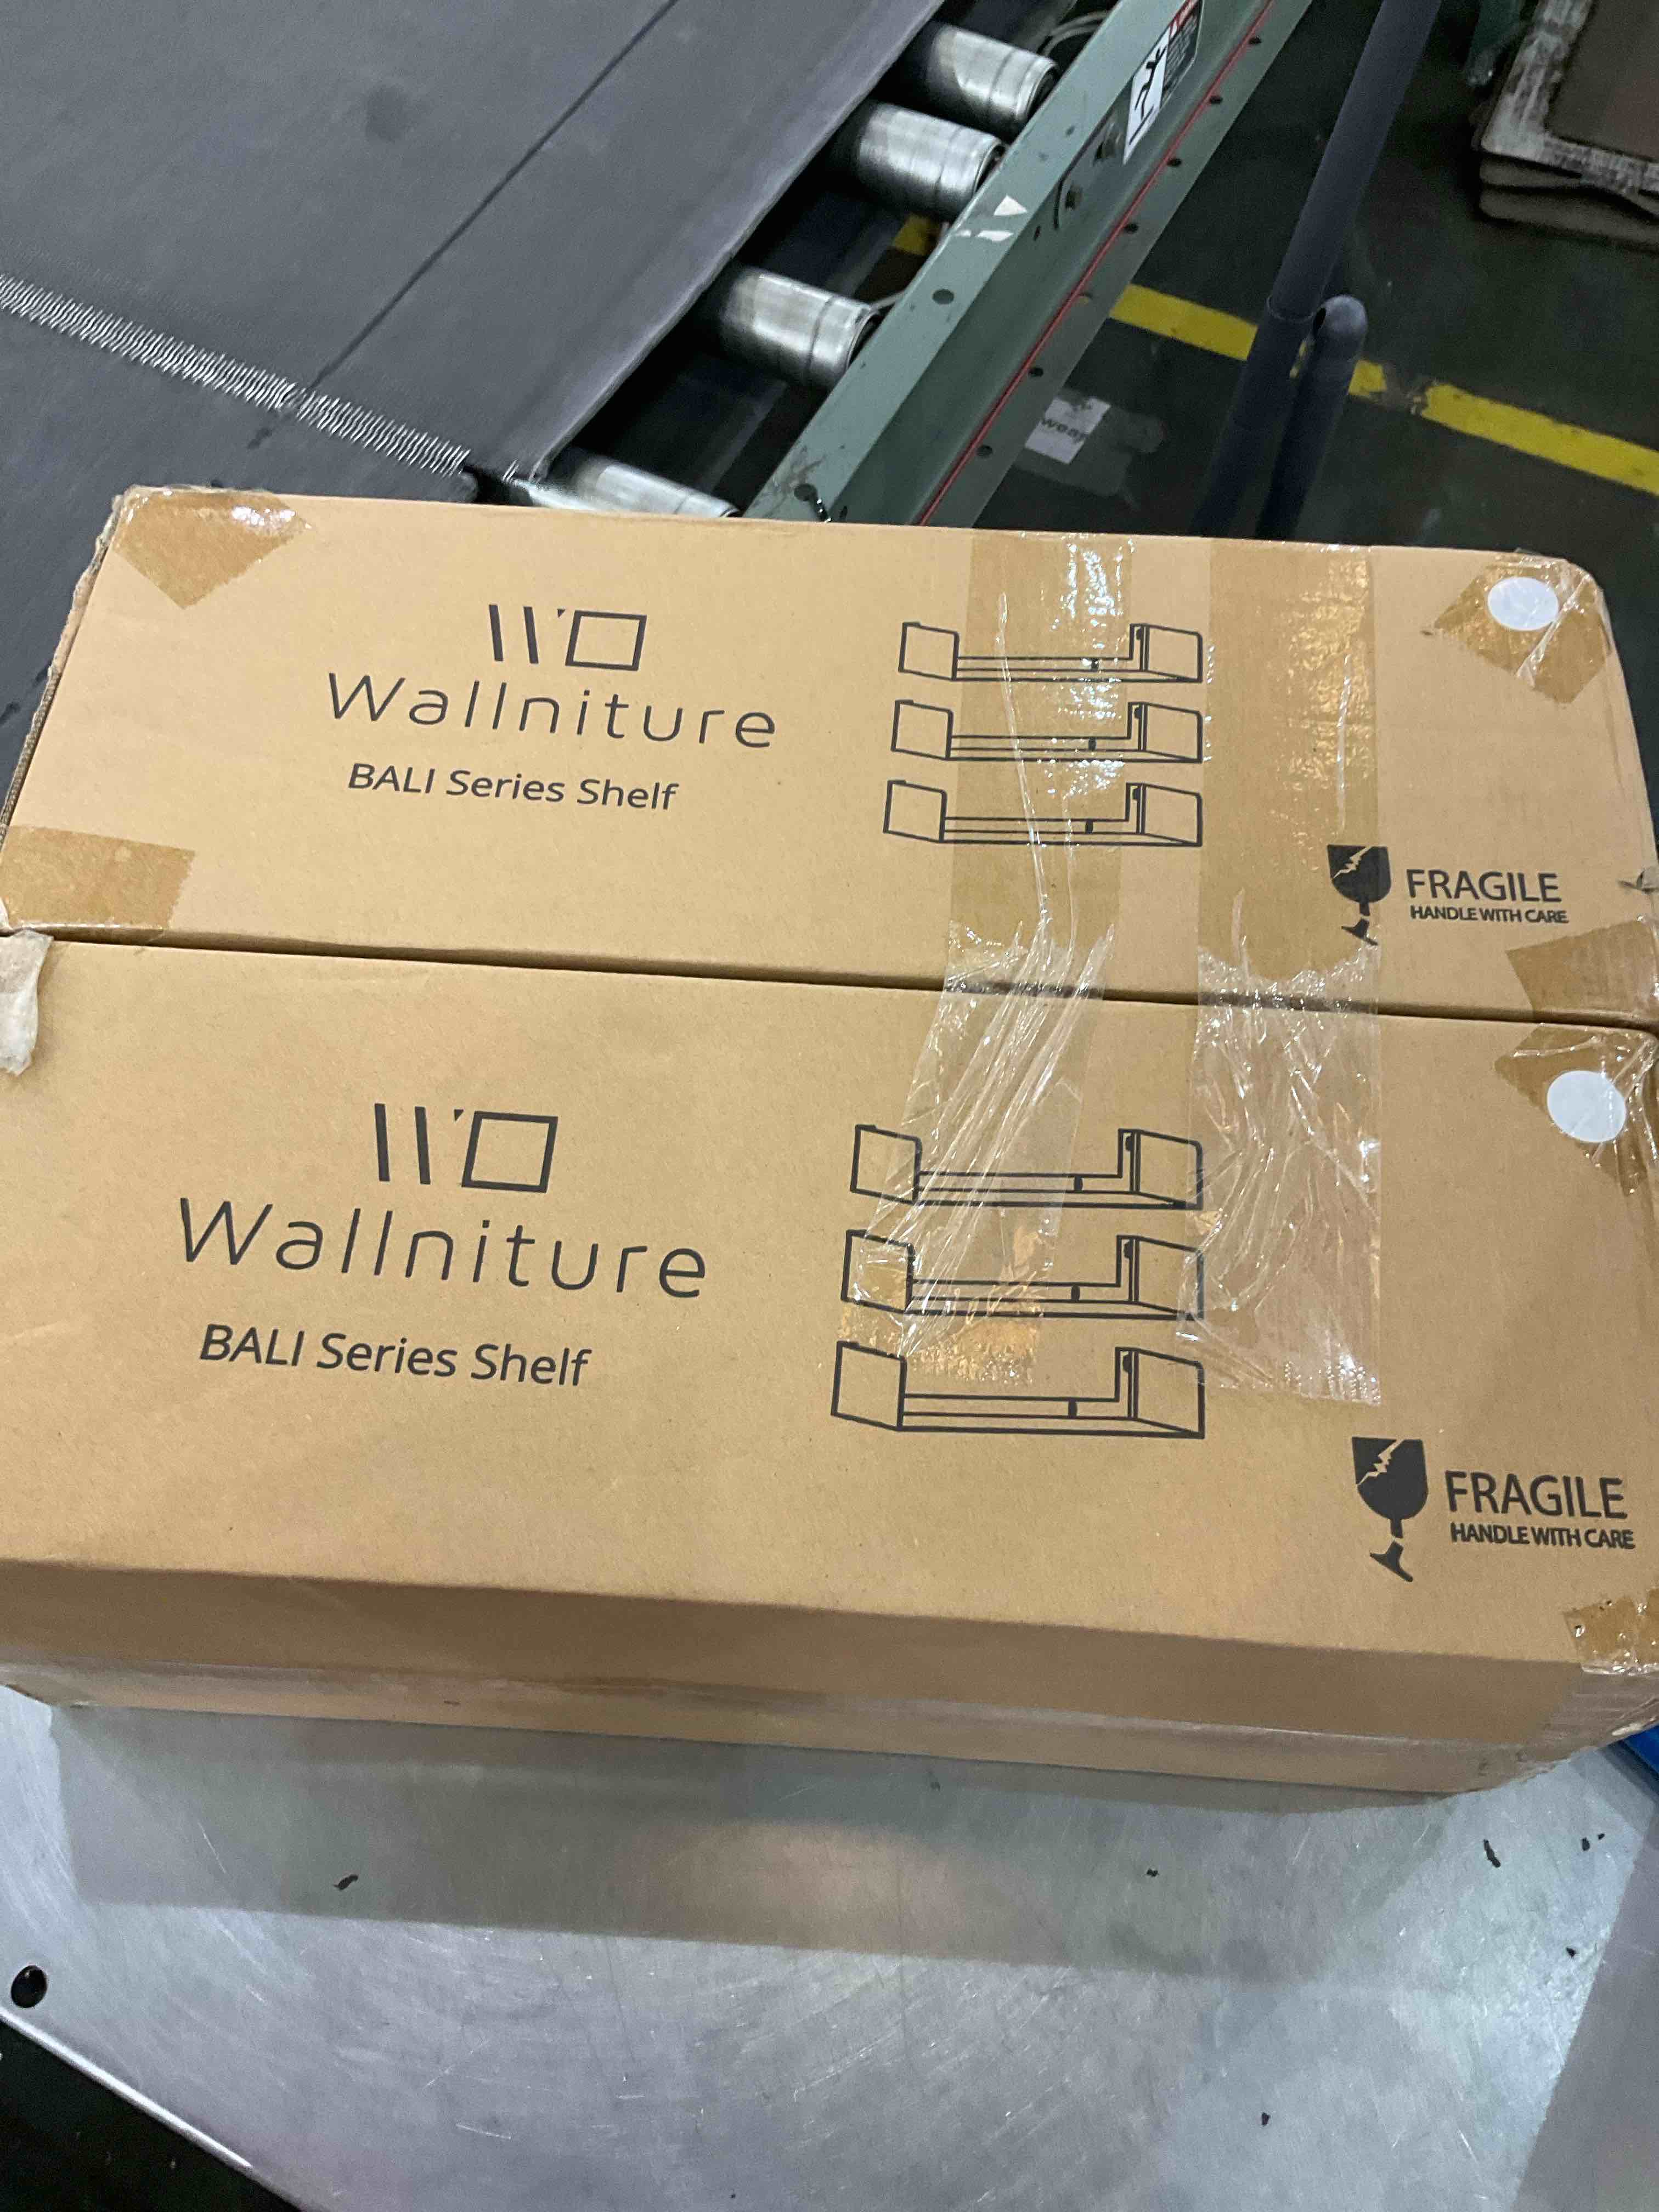 Wallniture
BALI Series Shelf
FRAGILE
HANDLE WITH CARE
Wallniture
BALI Series Shelf
FRAGILE
HANDLE WITH CARE